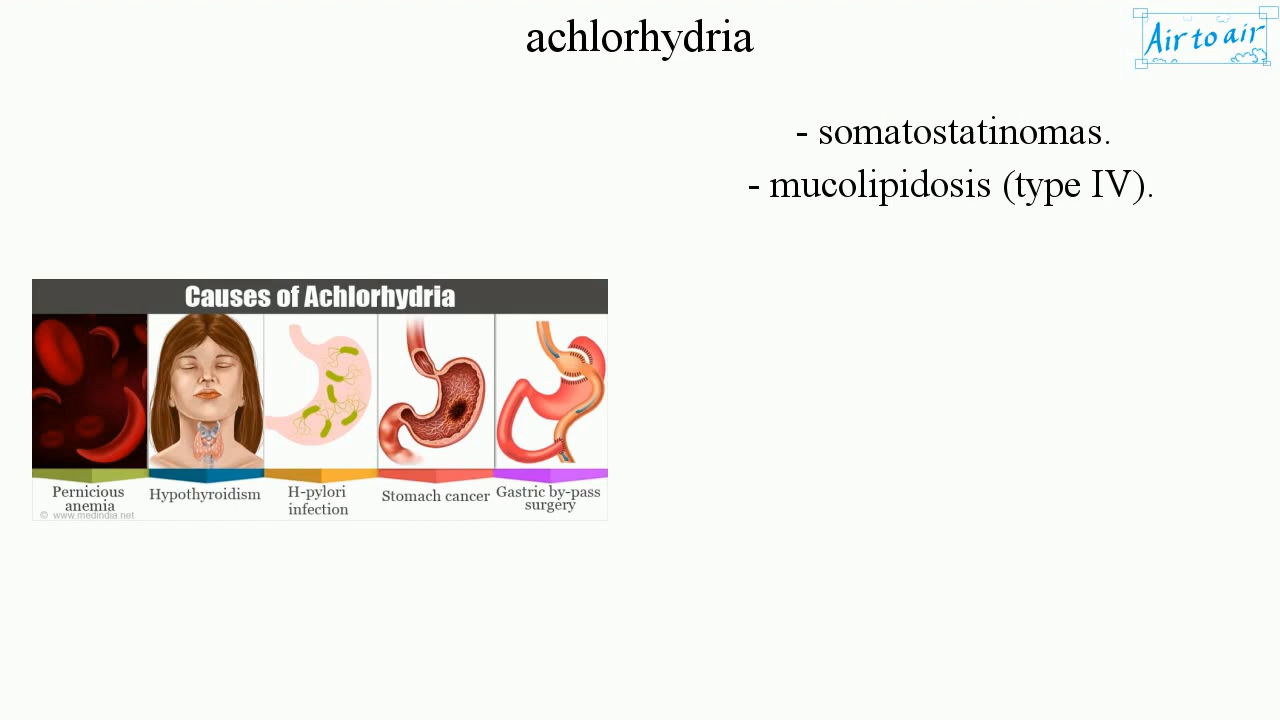 achlorhydria
Air to air
- somatostatinomas.
- mucolipidosis (type IV).
Causes of Achlorhydria
Pernicious
anemia
Hypothyroidism
H-pylori
infection
Stomach cancer
Gastric by-pass
surgery
© www.medindia.net